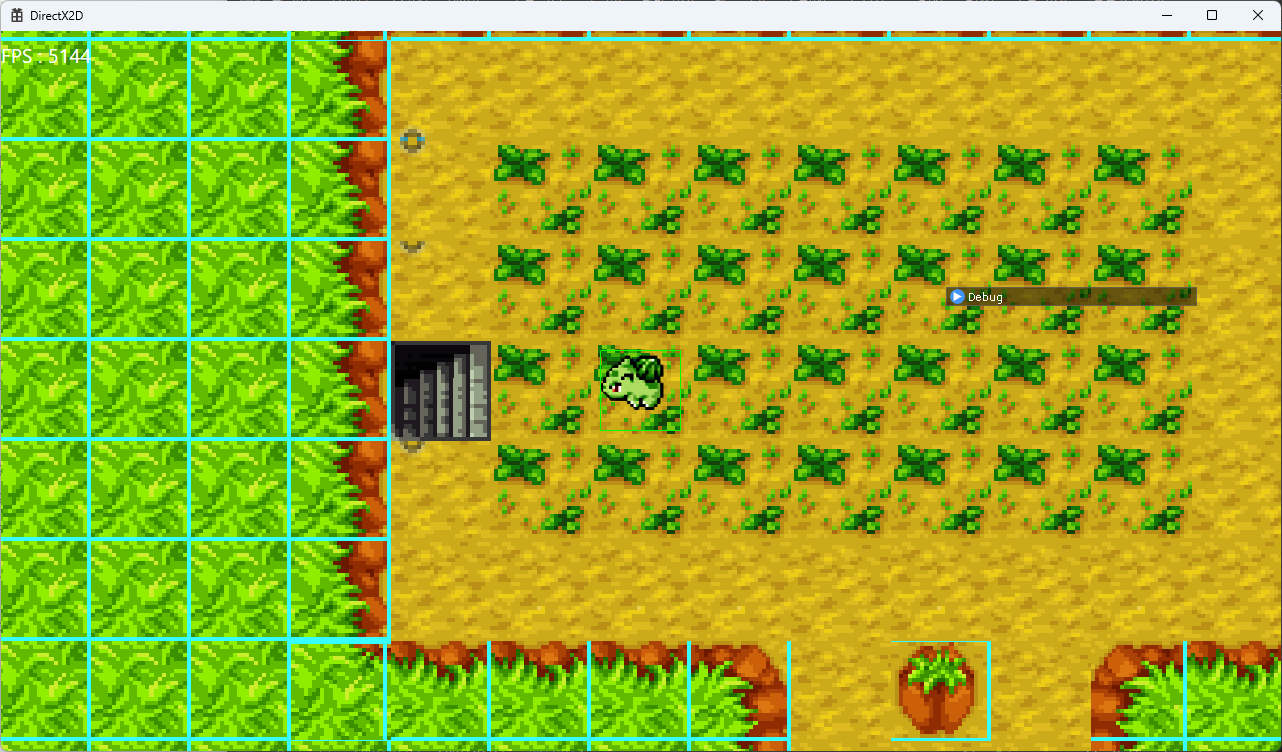 DirectX2D
FPS : 5144
Debug